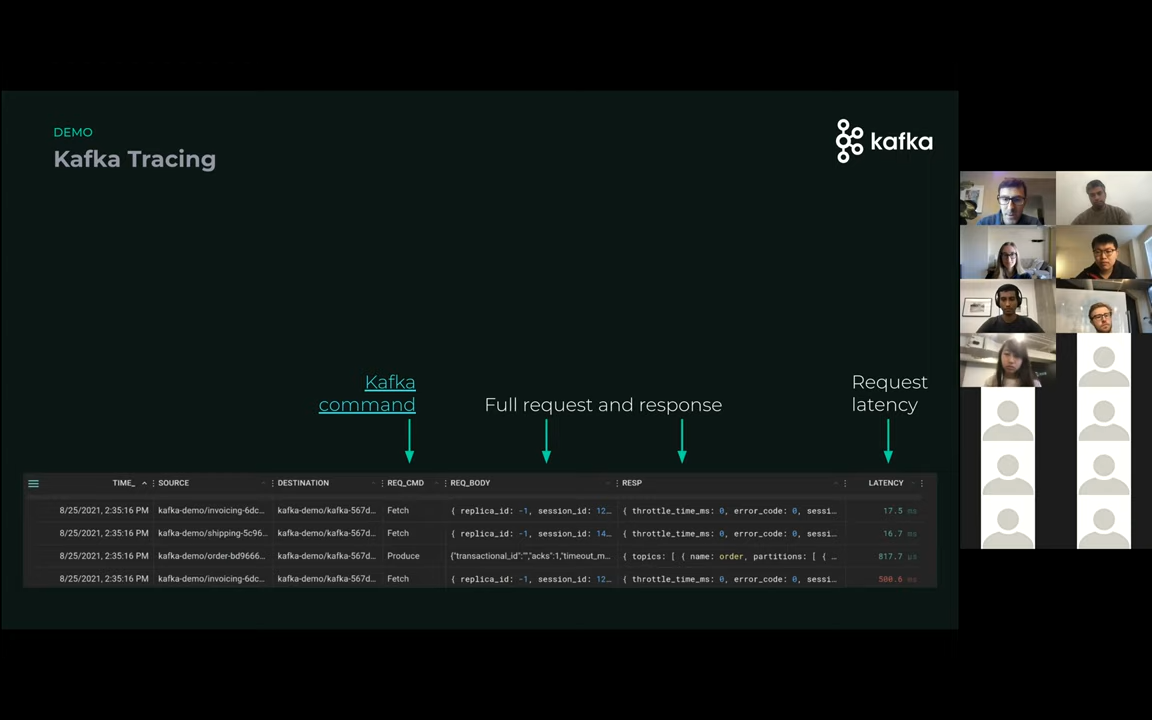 DEMO
Kafka Tracing
kafka
Kafka
command
Full request and response
Request
latency
TIME_ SOURCE DESTINATION REQ_CMD REQ_BODY RESP LATENCY
8/25/2021, 2:35:16 PM kafka-demo/invoicing-6dc... kafka-demo/kafka-567d... Fetch { replica_id: -1, session_id: 12... { throttle_time_ms: 0, error_code: 0, sessi... 17.5 ms
8/25/2021, 2:35:16 PM kafka-demo/shipping-5c96... kafka-demo/kafka-567d... Fetch { replica_id: -1, session_id: 14... { throttle_time_ms: 0, error_code: 0, sessi... 16.7 ms
8/25/2021, 2:35:16 PM kafka-demo/order-bd9666... kafka-demo/kafka-567d... Produce {"transactional_id":"","acks":1,"timeout_m... { topics: [ { name: order, partitions: [ { ... 817.7 µs
8/25/2021, 2:35:16 PM kafka-demo/invoicing-6dc... kafka-demo/kafka-567d... Fetch { replica_id: -1, session_id: 12... { throttle_time_ms: 0, error_code: 0, sessi... 500.6 ms